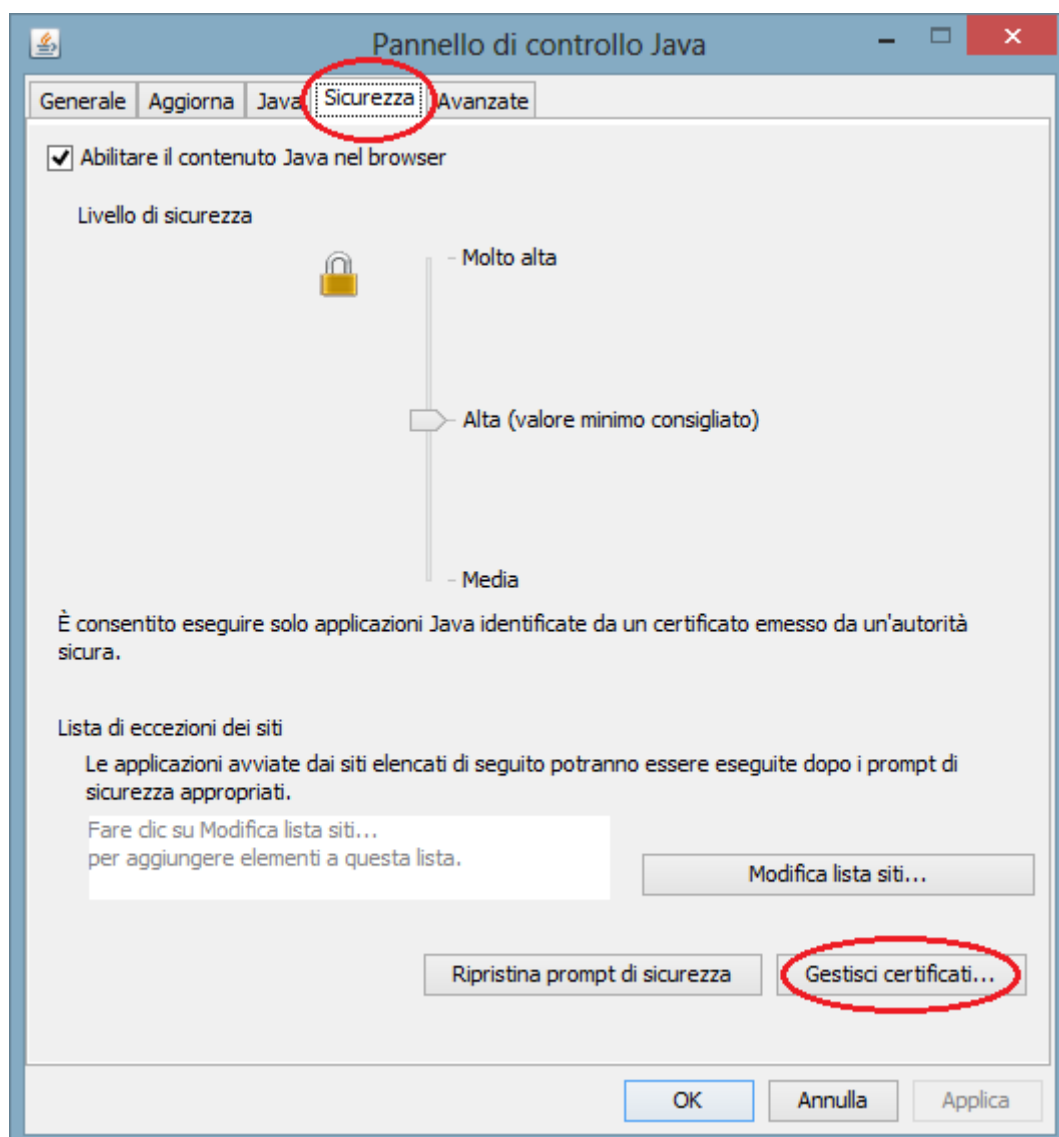 Pannello di controllo Java
Generale Aggiorna Java Sicurezza Avanzate
Abilitare il contenuto Java nel browser
Livello di sicurezza
- Molto alta
- Alta (valore minimo consigliato)
- Media
È consentito eseguire solo applicazioni Java identificate da un certificato emesso da un'autorità
sicura.
Lista di eccezioni dei siti
Le applicazioni avviate dai siti elencati di seguito potranno essere eseguite dopo i prompt di
sicurezza appropriati.
Fare clic su Modifica lista siti...
per aggiungere elementi a questa lista.
Modifica lista siti...
Ripristina prompt di sicurezza Gestisci certificati...
OK Annulla Applica